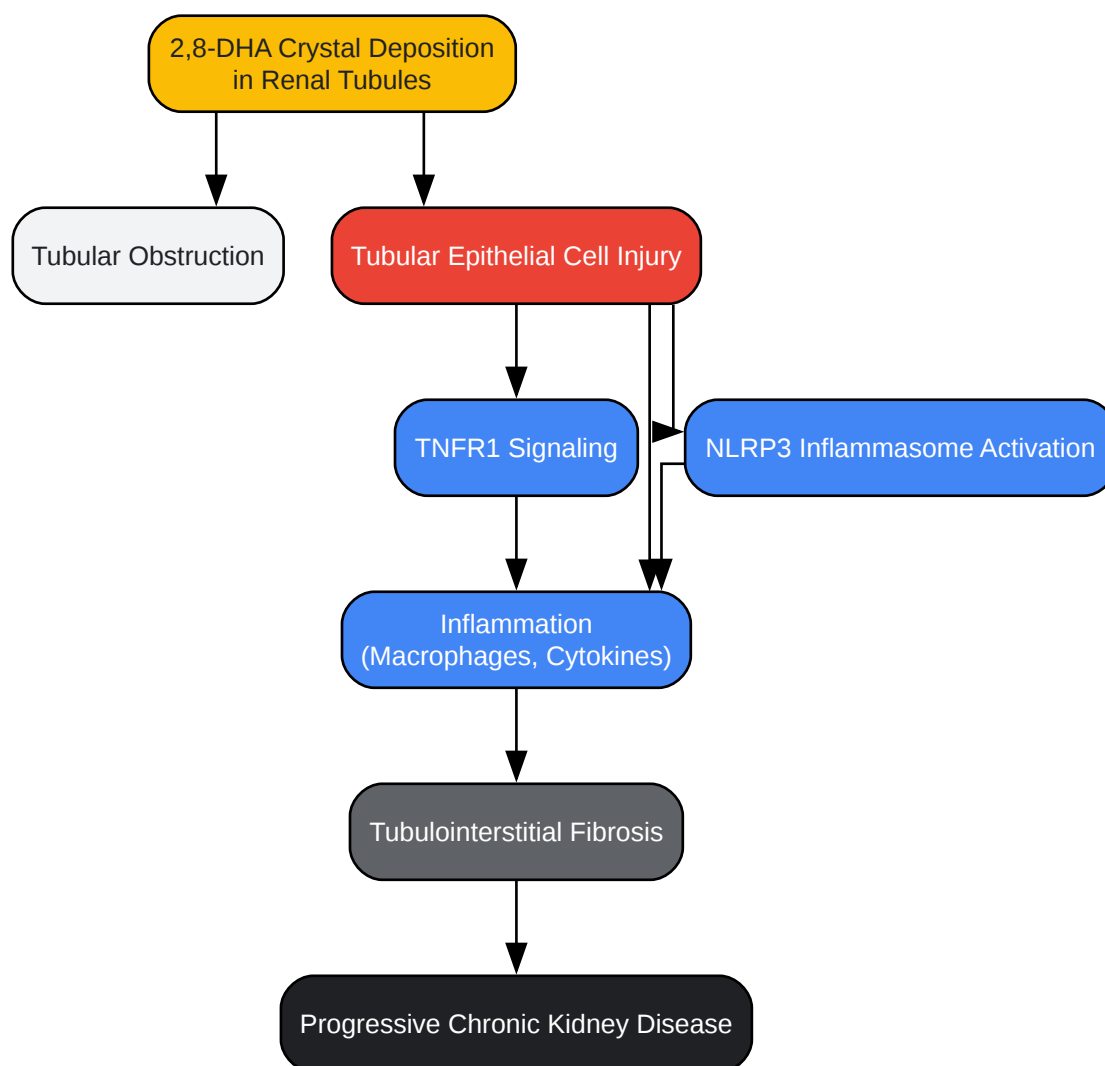 2,8-DHA Crystal Deposition
in Renal Tubules
Tubular Obstruction
Tubular Epithelial Cell Injury
TNFR1 Signaling
NLRP3 Inflammasome Activation
Inflammation
(Macrophages, Cytokines)
Tubulointerstitial Fibrosis
Progressive Chronic Kidney Disease